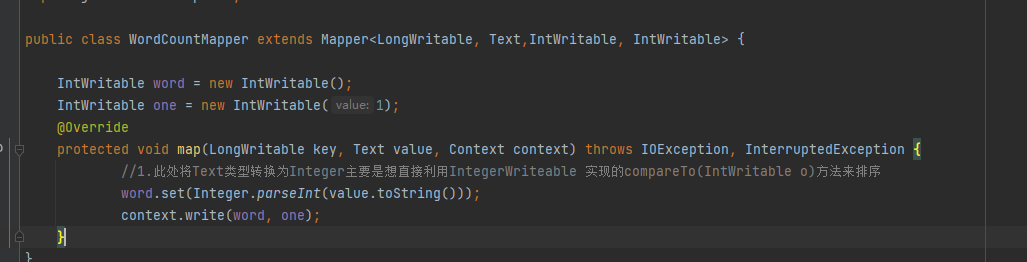 public class WordCountMapper extends Mapper<LongWritable, Text,IntWritable, IntWritable> {
IntWritable word = new IntWritable();
IntWritable one = new IntWritable( value: 1);
@Override
protected void map(LongWritable key, Text value, Context context) throws IOException, InterruptedException {
//1.此处将Text类型转换为Integer主要是想直接利用IntegerWriteable 实现的compareTo(IntWritable o)方法来排序
word.set(Integer.parseInt(value.toString()));
context.write(word, one);
}
}